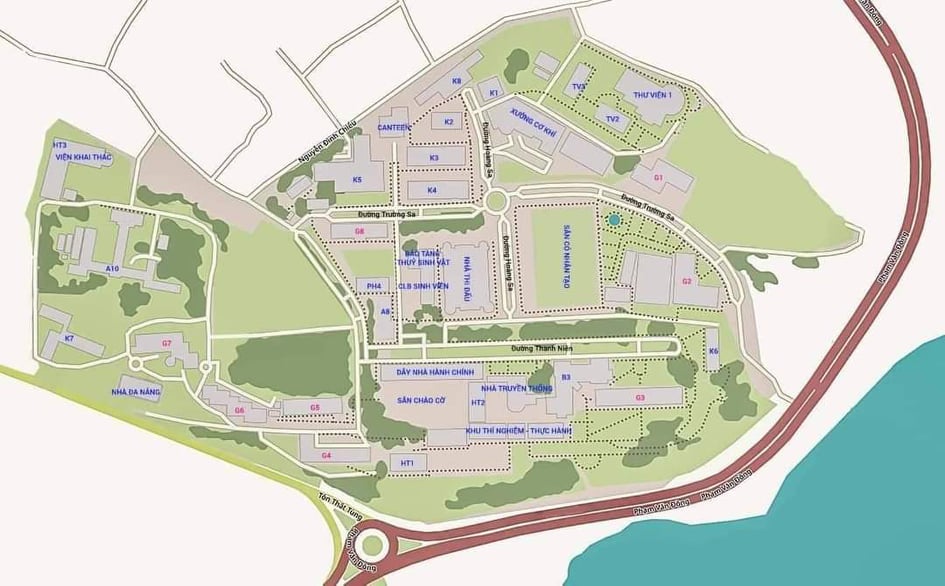 Phạm Văn Đồng
K8
K1
TV3
THƯ VIỆN 1
TV2
CANTEEN
K2
XƯỞNG CƠ KHÍ
Nguyễn Đình Chiểu
Đường Hoàng Sa
HT3
VIỆN KHAI THÁC
K3
K5
K4
G1
Đường Trường Sa
Đường Trường Sa
G8
SÂN CỎ NHÂN TẠO
Đường Hoàng Sa
BẢO TÀNG
THUỶ SINH VẬT
NHÀ THI ĐẤU
Phạm Văn Đồng
A10
G2
PH4
CLB SINH VIÊN
A8
K7
G7
Đường Thanh Niên
K6
DÃY NHÀ HÀNH CHÍNH
B3
NHÀ TRUYỀN THỐNG
NHÀ ĐA NĂNG
G6
G5
SÂN CHÀO CỜ
HT2
G3
KHU THÍ NGHIỆM - THỰC HÀNH
G4
HT1
Tôn Thất Tùng
Phạm Văn Đồng
Phạm Văn Đồng
Phạm Văn Đồng